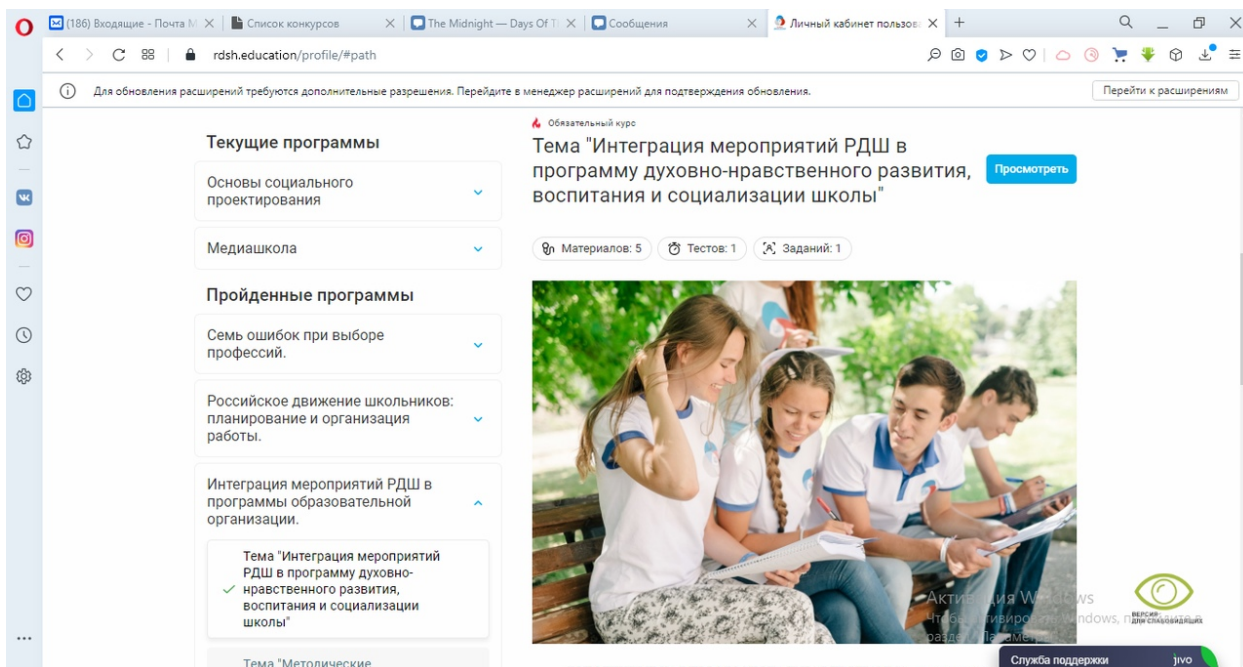 (186) Входящие - Почта М
Список конкурсов
The Midnight — Days Of T
Сообщения
Личный кабинет пользова
rdsh.education/profile/#path
Для обновления расширений требуются дополнительные разрешения. Перейдите в менеджер расширений для подтверждения обновления.
Перейти к расширениям
Текущие программы
Основы социального
проектирования
Медиашкола
Пройденные программы
Семь ошибок при выборе
профессий.
Российское движение школьников:
планирование и организация
работы.
Интеграция мероприятий РДШ в
программы образовательной
организации.
Тема "Интеграция мероприятий
РДШ в программу духовно-
нравственного развития,
воспитания и социализации
школы"
Тема "Методические
Обязательный курс
Тема "Интеграция мероприятий РДШ в
программу духовно-нравственного развития,
воспитания и социализации школы"
Просмотреть
Материалов: 5
Тестов: 1
Заданий: 1
ВЕРСИЯ
ДЛЯ СЛАБОВИДЯЩИХ
Служба поддержки
jivo